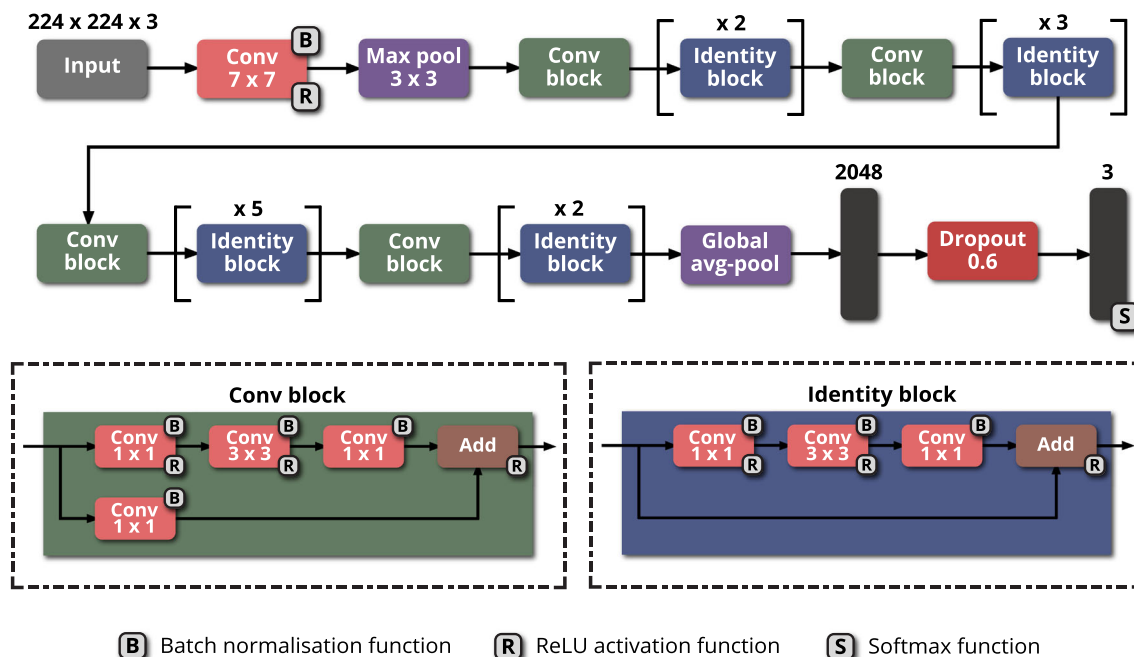 224 x 224 x 3
Input
Conv
7 x 7
B
R
Max pool
3 x 3
Conv
block
x 2
Identity
block
Conv
block
x 3
Identity
block
Conv
block
x 5
Identity
block
Conv
block
x 2
Identity
block
Global
avg-pool
2048
Dropout
0.6
3
S
Conv block
Conv
1 x 1
B
R
Conv
3 x 3
B
R
Conv
1 x 1
B
Add
R
Conv
1 x 1
B
Identity block
Conv
1 x 1
B
R
Conv
3 x 3
B
R
Conv
1 x 1
B
Add
R
B Batch normalisation function
R ReLU activation function
S Softmax function